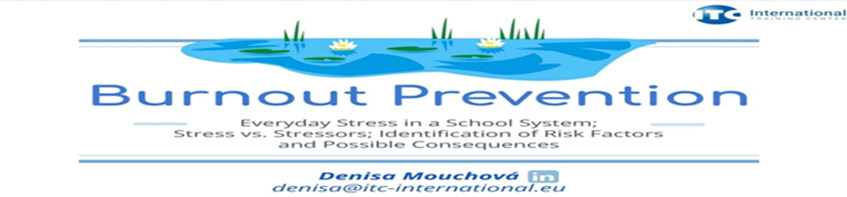 ITC International
TRAINING CENTER
Burnout Prevention
Everyday Stress in a School System;
Stress vs. Stressors; Identification of Risk Factors
and Possible Consequences
Denisa Mouchová in
denisa@itc-international.eu